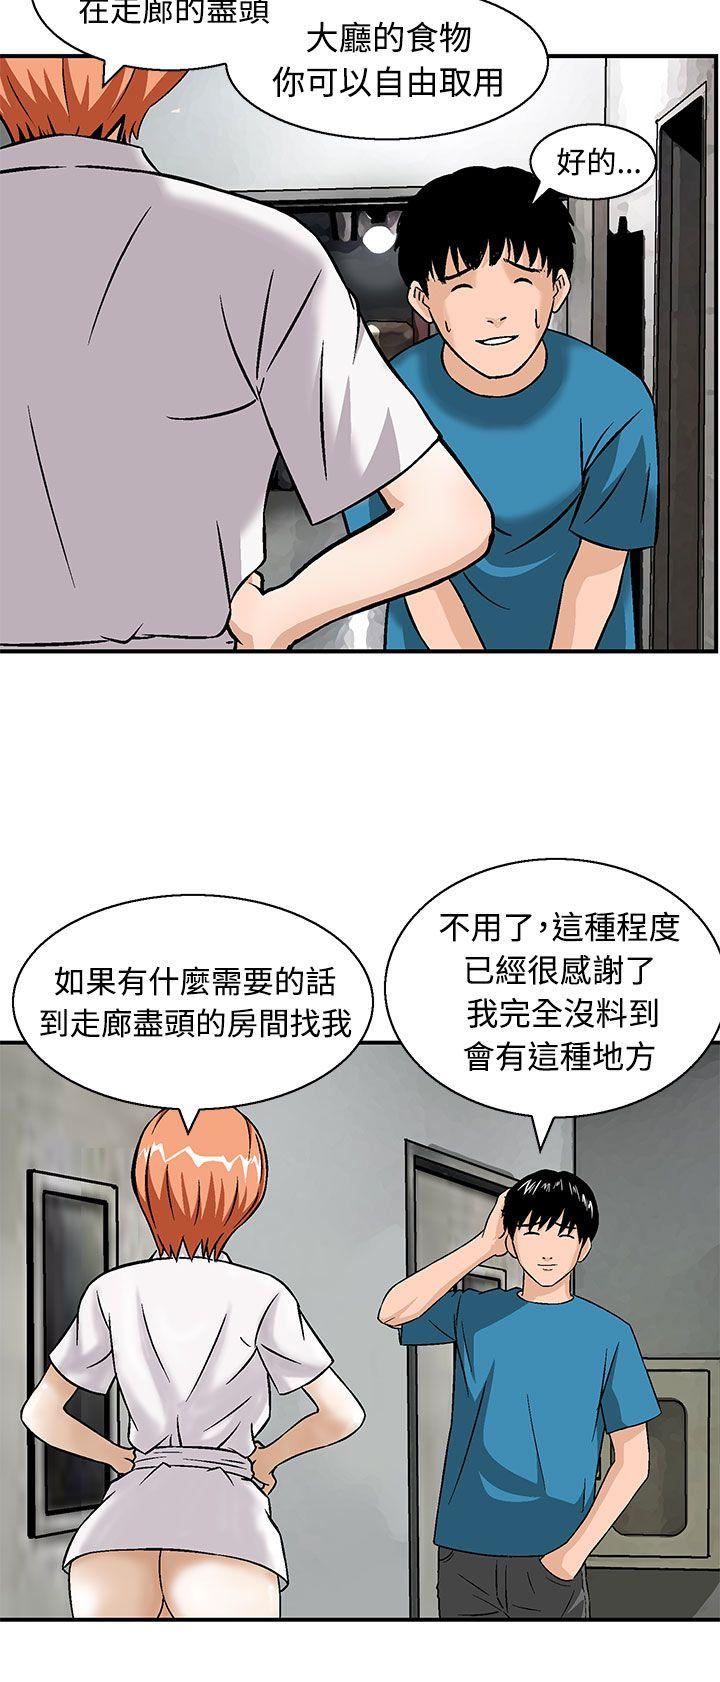 在走廊的盡頭
大廳的食物
你可以自由取用
好的...
如果有什麼需要的話
到走廊盡頭的房間找我
不用了，這種程度
已經很感謝了
我完全沒料到
會有這種地方